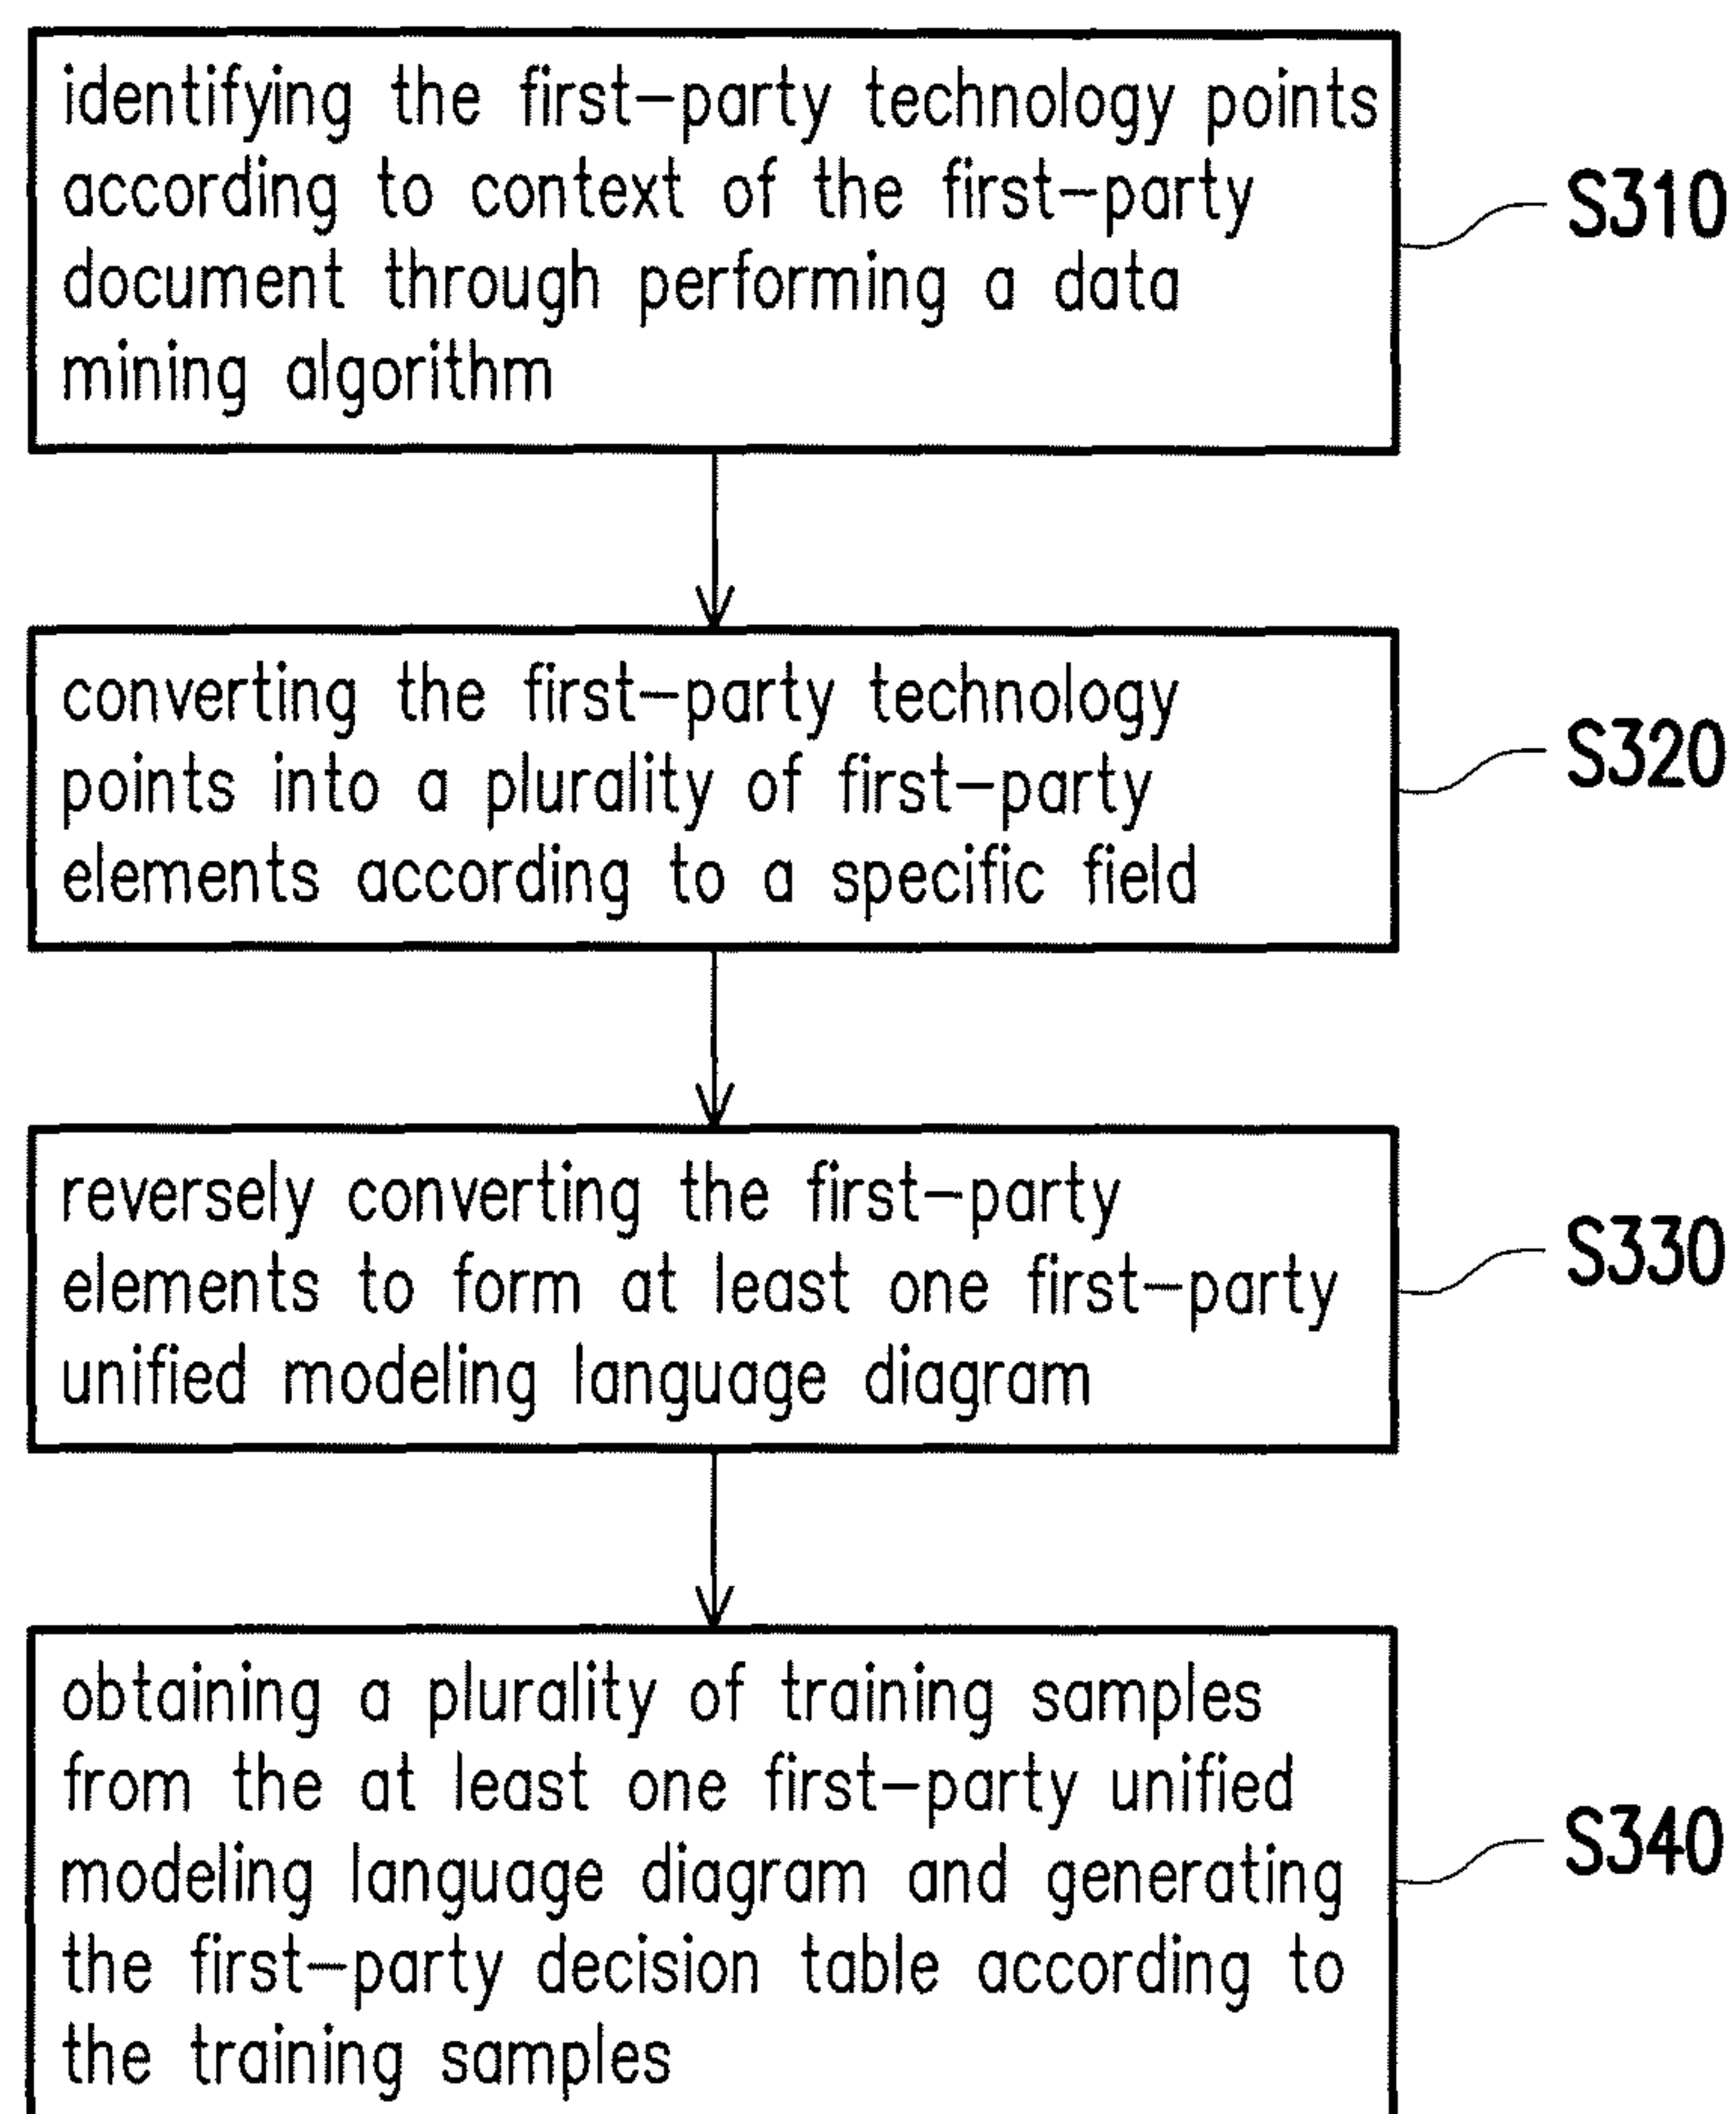 identifying the first-party technology points
according to context of the first-party
document through performing a data
mining algorithm
S310
converting the first-party technology
points into a plurality of first-party
elements according to a specific field
S320
reversely converting the first-party
elements to form at least one first-party
unified modeling language diagram
S330
obtaining a plurality of training samples
from the at least one first-party unified
modeling language diagram and generating
the first-party decision table according to
the training samples
S340